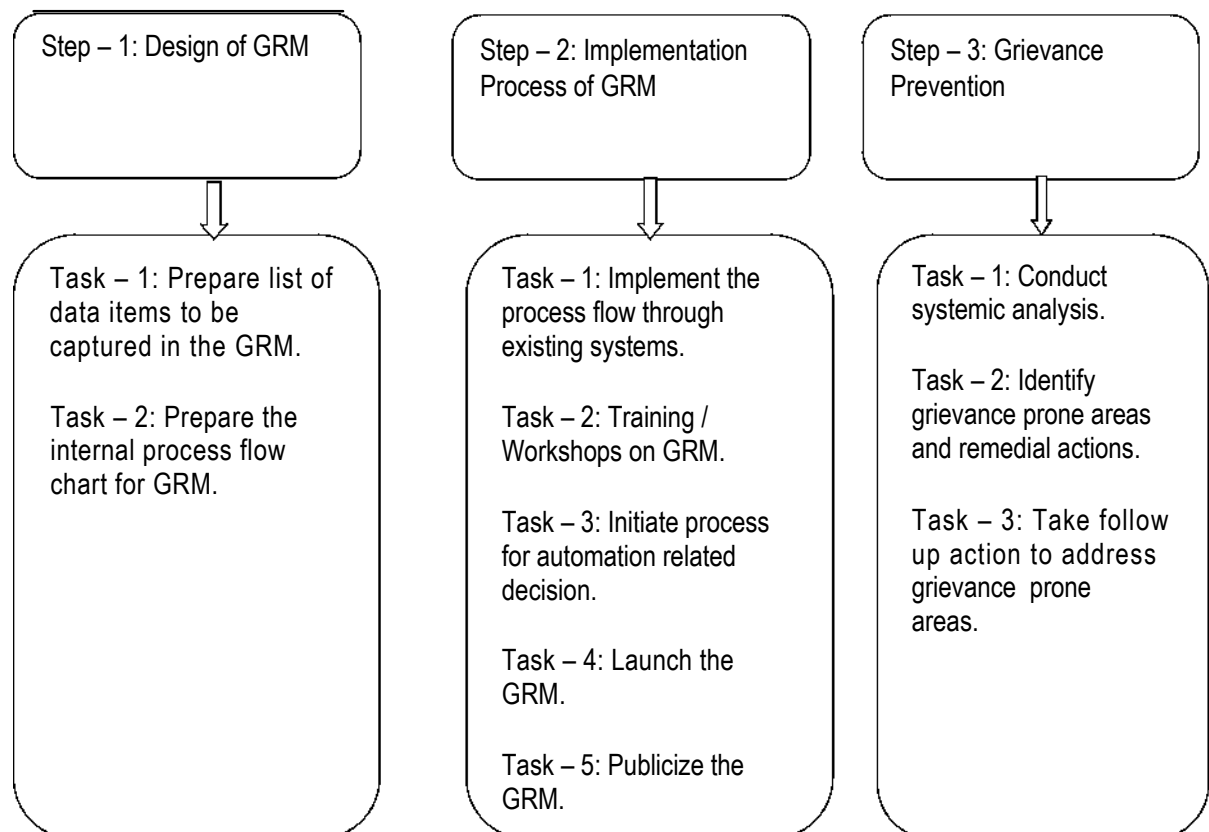 Step – 1: Design of GRM
Step – 2: Implementation
Process of GRM
Step – 3: Grievance
Prevention
Task – 1: Prepare list of
data items to be
captured in the GRM.
Task – 2: Prepare the
internal process flow
chart for GRM.
Task – 1: Implement the
process flow through
existing systems.
Task – 2: Training /
Workshops on GRM.
Task – 3: Initiate process
for automation related
decision.
Task – 4: Launch the
GRM.
Task – 5: Publicize the
GRM.
Task – 1: Conduct
systemic analysis.
Task – 2: Identify
grievance prone areas
and remedial actions.
Task – 3: Take follow
up action to address
grievance prone
areas.